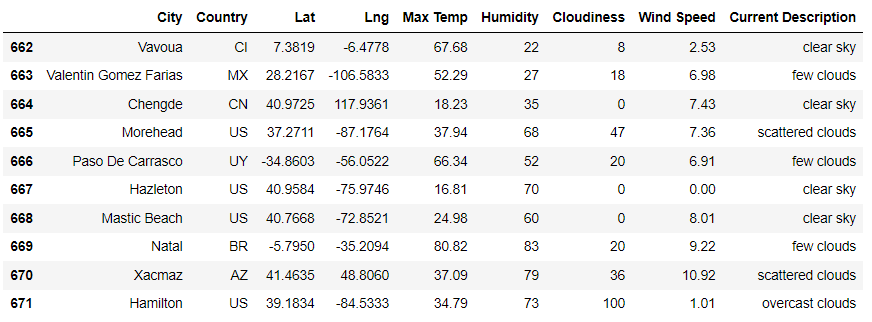 City Country Lat Lng Max Temp Humidity Cloudiness Wind Speed Current Description
662 Vavoua CI 7.3819 -6.4778 67.68 22 8 2.53 clear sky
663 Valentin Gomez Farias MX 28.2167 -106.5833 52.29 27 18 6.98 few clouds
664 Chengde CN 40.9725 117.9361 18.23 35 0 7.43 clear sky
665 Morehead US 37.2711 -87.1764 37.94 68 47 7.36 scattered clouds
666 Paso De Carrasco UY -34.8603 -56.0522 66.34 52 20 6.91 few clouds
667 Hazleton US 40.9584 -75.9746 16.81 70 0 0.00 clear sky
668 Mastic Beach US 40.7668 -72.8521 24.98 60 0 8.01 clear sky
669 Natal BR -5.7950 -35.2094 80.82 83 20 9.22 few clouds
670 Xacmaz AZ 41.4635 48.8060 37.09 79 36 10.92 scattered clouds
671 Hamilton US 39.1834 -84.5333 34.79 73 100 1.01 overcast clouds